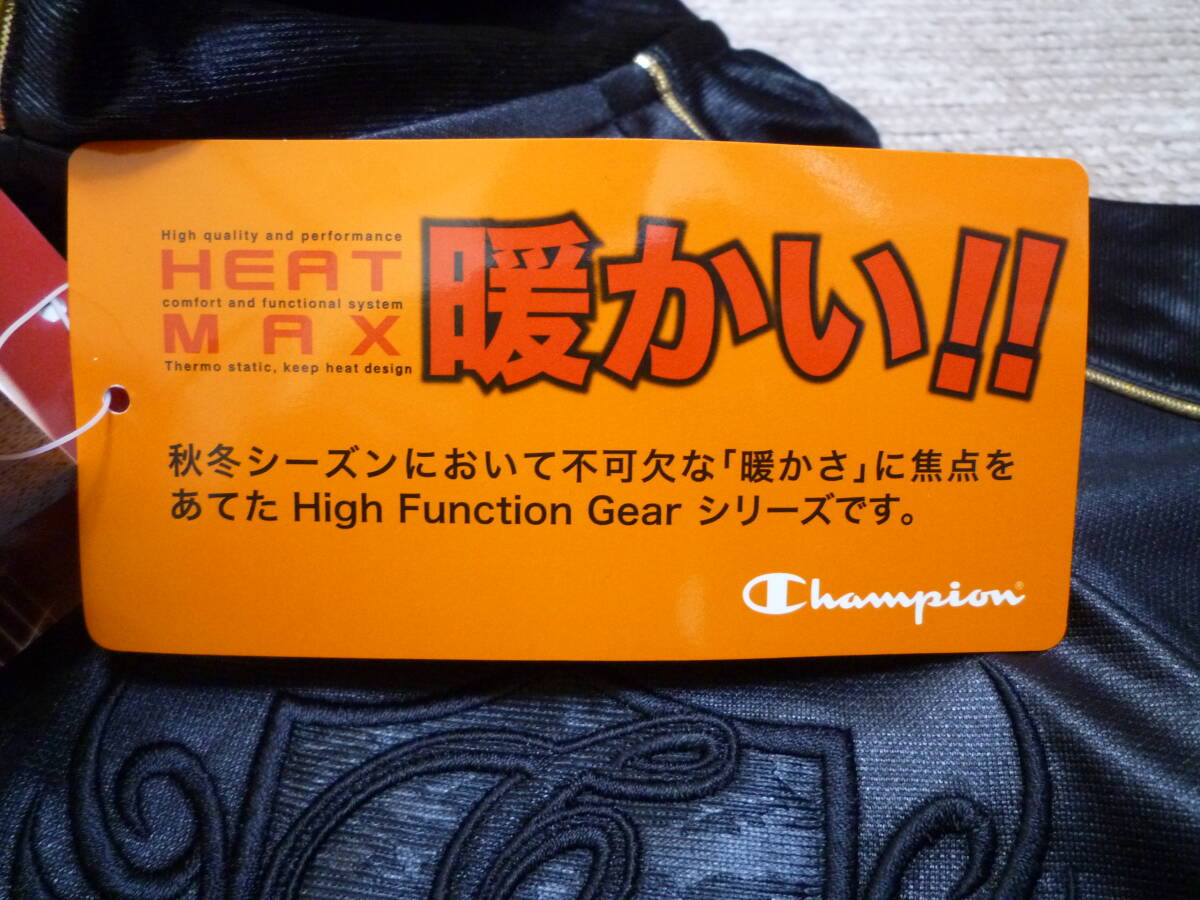 High quality and performance
HEAT
comfort and functional system
MAX
Thermo static, keep heat design
暖かい!!
秋冬シーズンにおいて不可欠な「暖かさ」に焦点を
あてた High Function Gear シリーズです。
Champion